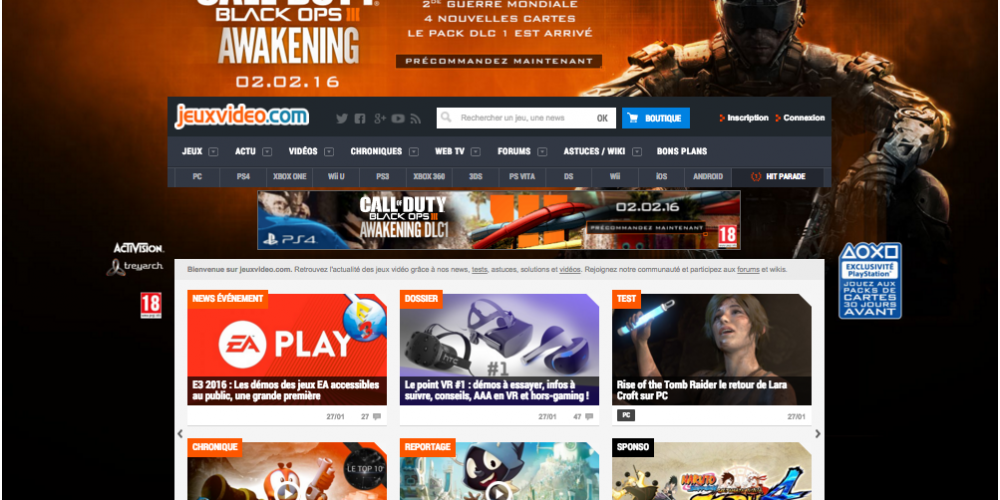 CALL OF DUTY
BLACK OPS III
AWAKENING
02.02.16
2DE GUERRE MONDIALE
4 NOUVELLES CARTES
LE PACK DLC 1 EST ARRIVÉ
PRÉCOMMANDEZ MAINTENANT
jeuxvideo.com
Rechercher un jeu, une news
OK
BOUTIQUE
Inscription
Connexion
JEUX
ACTU
VIDÉOS
CHRONIQUES
WEB TV
FORUMS
ASTUCES / WIKI
BONS PLANS
PC
PS4
XBOX ONE
Wii U
PS3
XBOX 360
3DS
PS VITA
DS
Wii
iOS
ANDROID
HIT PARADE
PS4
CALL OF DUTY
BLACK OPS III
AWAKENING DLC1
02.02.16
PRÉCOMMANDEZ MAINTENANT
18
ACTIVISION
treyarch
18
EXCLUSIVITÉ
PlayStation
JOUEZ AUX
PACKS DE
CARTES
30 JOURS
AVANT
Bienvenue sur jeuxvideo.com. Retrouvez l'actualité des jeux vidéo grâce à nos news, tests, astuces, solutions et vidéos. Rejoignez notre communauté et participez aux forums et wikis.
NEWS ÉVÉNEMENT
EA PLAY
E3
E3 2016 : Les démos des jeux EA accessibles
au public, une grande première
27/01
27
DOSSIER
htc
#1
Le point VR #1 : démos à essayer, infos à
suivre, conseils, AAA en VR et hors-gaming !
27/01
47
TEST
Rise of the Tomb Raider le retour de Lara
Croft sur PC
PC
27/01
CHRONIQUE
LE TOP 10
REPORTAGE
SPONSO
NARUTO
4